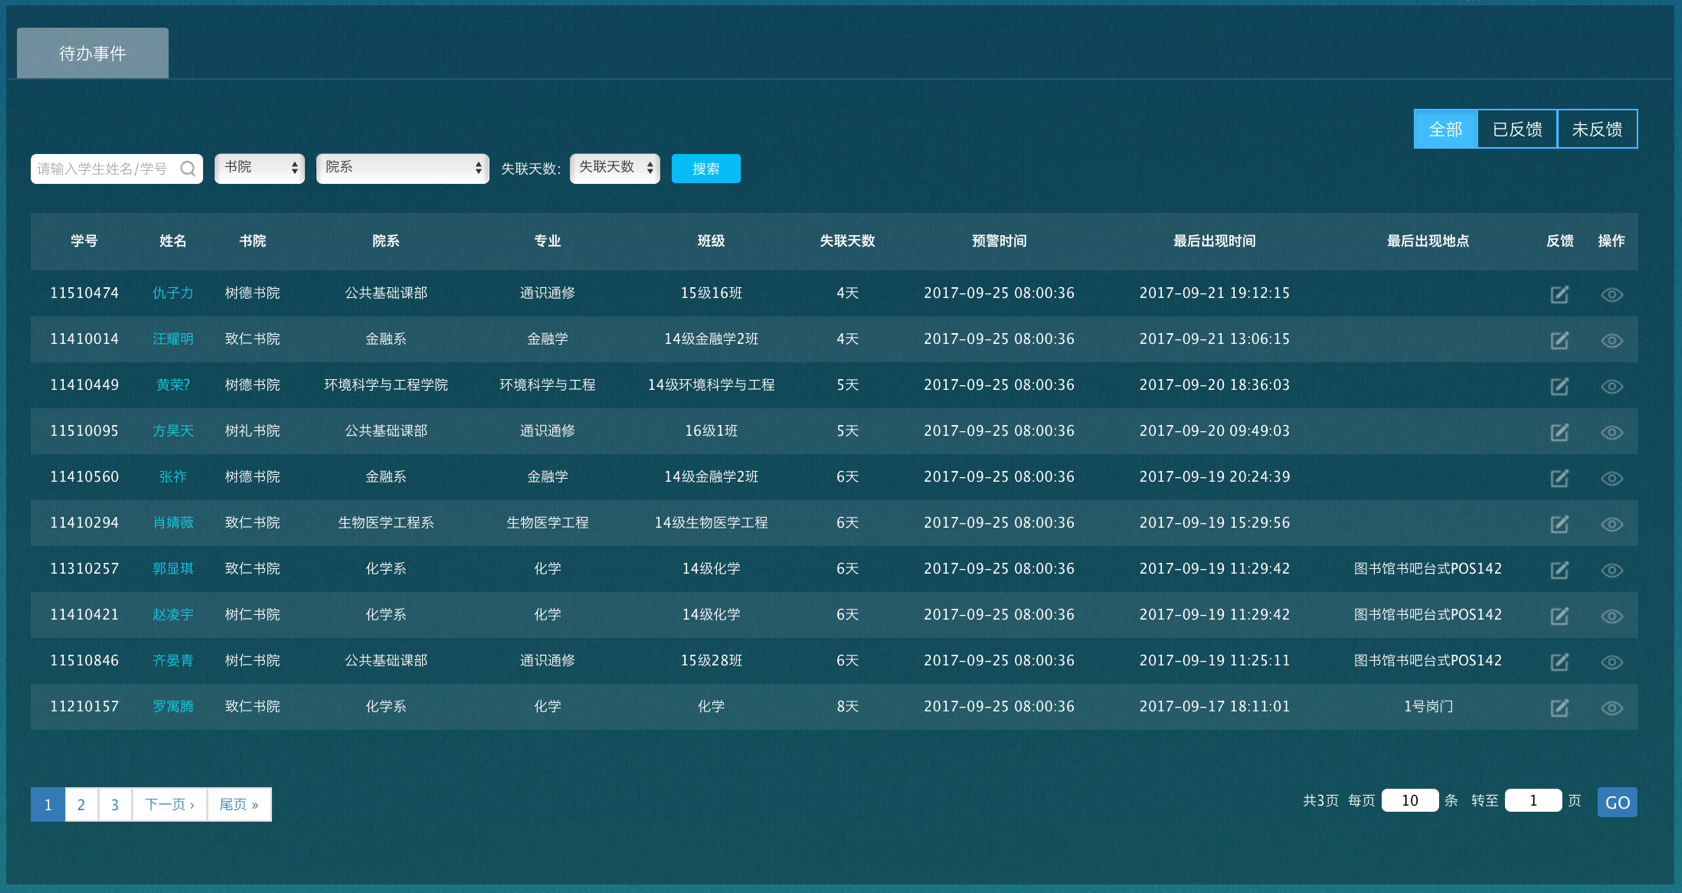 待办事件
全部 已反馈 未反馈
请输入学生姓名/学号 书院 院系 失联天数: 失联天数 搜索
学号 姓名 书院 院系 专业 班级 失联天数 预警时间 最后出现时间 最后出现地点 反馈 操作
11510474 仇子力 树德书院 公共基础课部 通识通修 15级16班 4天 2017-09-25 08:00:36 2017-09-21 19:12:15
11410014 汪耀明 致仁书院 金融系 金融学 14级金融学2班 4天 2017-09-25 08:00:36 2017-09-21 13:06:15
11410449 黄荣? 树德书院 环境科学与工程学院 环境科学与工程 14级环境科学与工程 5天 2017-09-25 08:00:36 2017-09-20 18:36:03
11510095 方昊天 树礼书院 公共基础课部 通识通修 16级1班 5天 2017-09-25 08:00:36 2017-09-20 09:49:03
11410560 张祚 树德书院 金融系 金融学 14级金融学2班 6天 2017-09-25 08:00:36 2017-09-19 20:24:39
11410294 肖婧薇 致仁书院 生物医学工程系 生物医学工程 14级生物医学工程 6天 2017-09-25 08:00:36 2017-09-19 15:29:56
11310257 郭显琪 致仁书院 化学系 化学 14级化学 6天 2017-09-25 08:00:36 2017-09-19 11:29:42 图书馆书吧台式POS142
11410421 赵凌宇 树仁书院 化学系 化学 14级化学 6天 2017-09-25 08:00:36 2017-09-19 11:29:42 图书馆书吧台式POS142
11510846 齐晏青 树仁书院 公共基础课部 通识通修 15级28班 6天 2017-09-25 08:00:36 2017-09-19 11:25:11 图书馆书吧台式POS142
11210157 罗寓腾 致仁书院 化学系 化学 化学 8天 2017-09-25 08:00:36 2017-09-17 18:11:01 1号岗门
1 2 3 下一页 › 尾页 » 共3页 每页 10 条 转至 1 页 GO